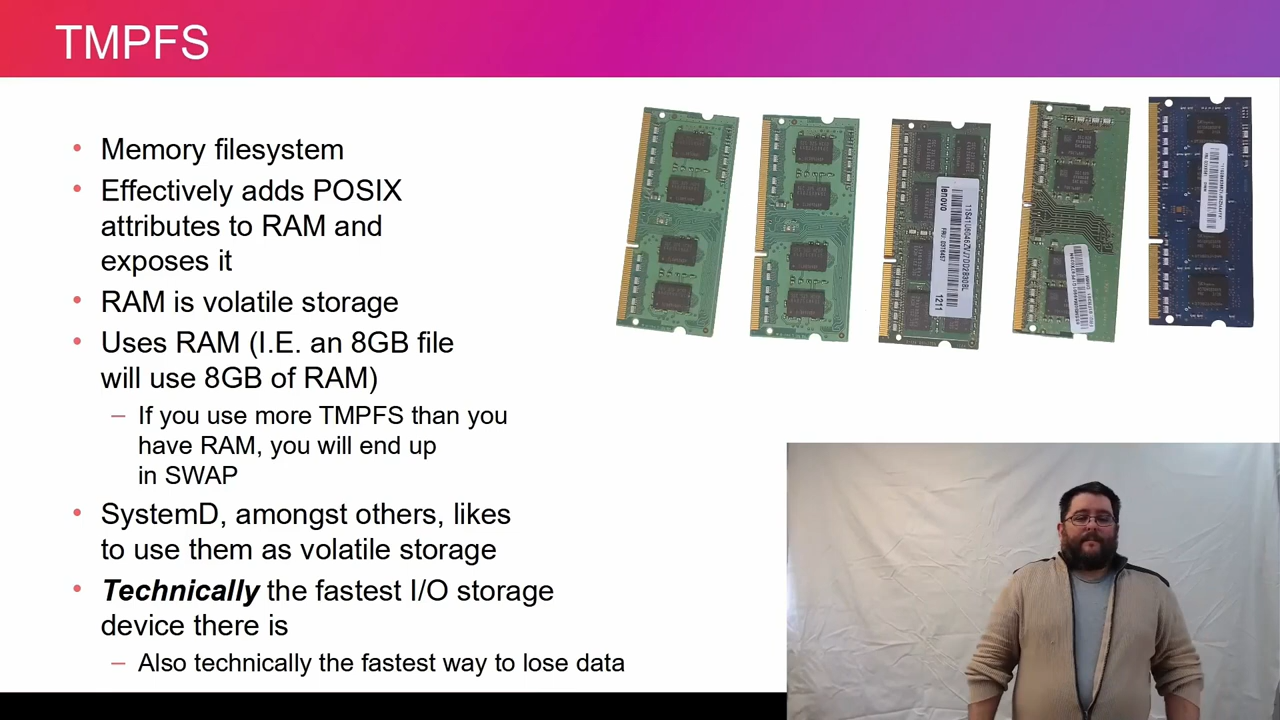 TMPFS
• Memory filesystem
• Effectively adds POSIX
attributes to RAM and
exposes it
• RAM is volatile storage
• Uses RAM (I.E. an 8GB file
will use 8GB of RAM)
– If you use more TMPFS than you
have RAM, you will end up
in SWAP
• SystemD, amongst others, likes
to use them as volatile storage
• Technically the fastest I/O storage
device there is
– Also technically the fastest way to lose data
lenovo
1211